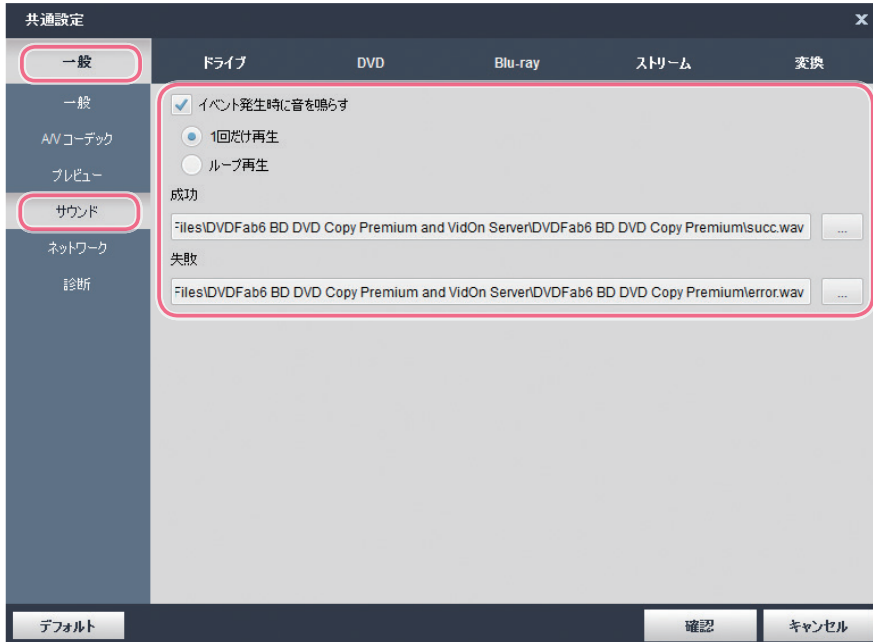 共通設定
x
一般 ドライブ DVD Blu-ray ストリーム 変換
一般
A/Vコーデック
プレビュー
サウンド
ネットワーク
診断
イベント発生時に音を鳴らす
1回だけ再生
ループ再生
成功
Files\DVDFab6 BD DVD Copy Premium and VidOn Server\DVDFab6 BD DVD Copy Premium\succ.wav ...
失敗
Files\DVDFab6 BD DVD Copy Premium and VidOn Server\DVDFab6 BD DVD Copy Premium\error.wav ...
デフォルト 確認 キャンセル